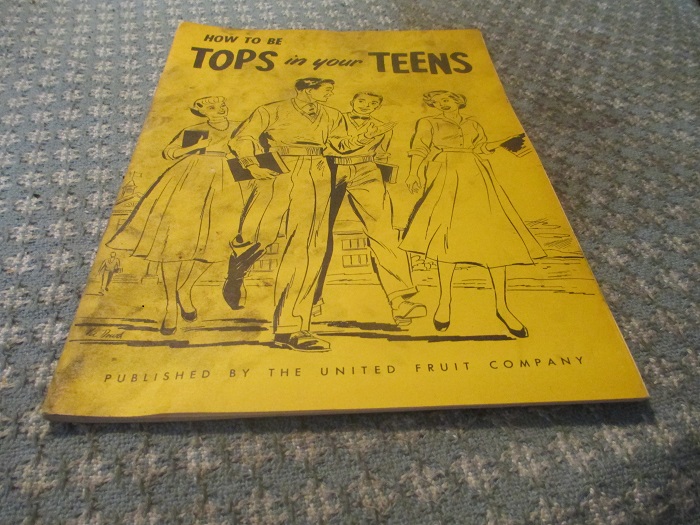 HOW TO BE
TOPS in your TEENS
PUBLISHED BY THE UNITED FRUIT COMPANY